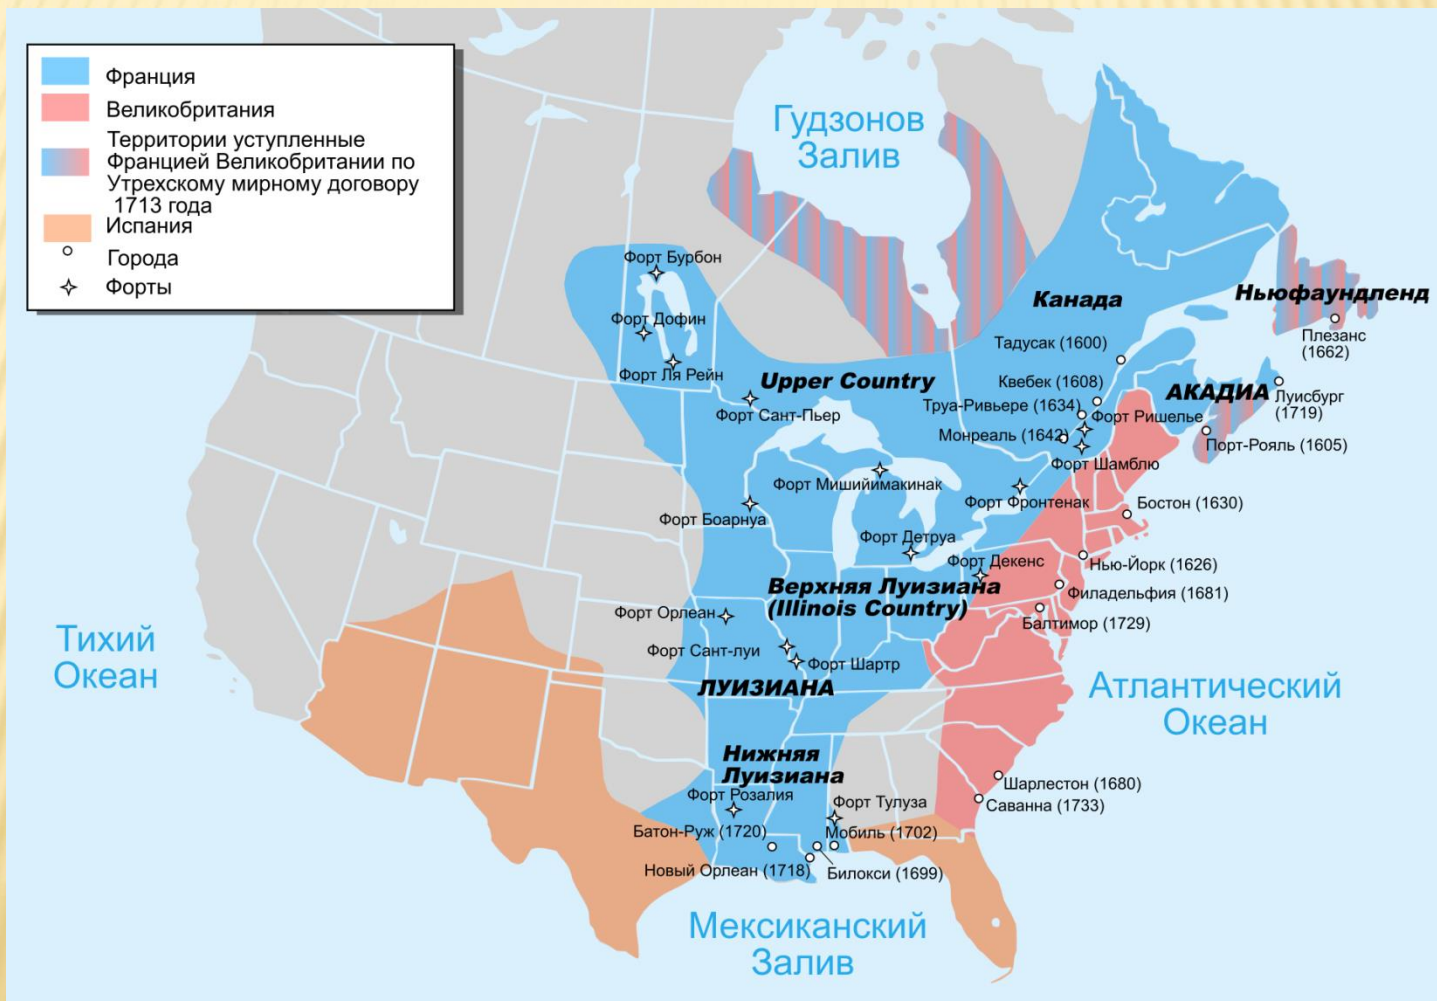 Франция
Великобритания
Территории уступленные
Францией Великобритании по
Утрехскому мирному договору
1713 года
Испания
Города
Форты
Гудзонов
Залив
Форт Бурбон
Форт Дофин
Форт Ля Рейн
Канада
Ньюфаундленд
Плезанс
(1662)
Тадусак (1600)
Upper Country
Квебек (1608)
АКАДИА
Луисбург
(1719)
Форт Сант-Пьер
Труа-Ривьере (1634)
Форт Ришелье
Монреаль (1642)
Порт-Рояль (1605)
Форт Шамблю
Форт Мишийимакинак
Форт Фронтенак
Форт Боарнуа
Бостон (1630)
Форт Детруа
Форт Декенс
Нью-Йорк (1626)
Верхняя Луизиана
(Illinois Country)
Филадельфия (1681)
Форт Орлеан
Балтимор (1729)
Тихий
Океан
Форт Сант-луи
Форт Шартр
ЛУИЗИАНА
Атлантический
Океан
Нижняя
Луизиана
Шарлестон (1680)
Форт Розалия
Форт Тулуза
Саванна (1733)
Батон-Руж (1720)
Мобиль (1702)
Новый Орлеан (1718)
Билокси (1699)
Мексиканский
Залив